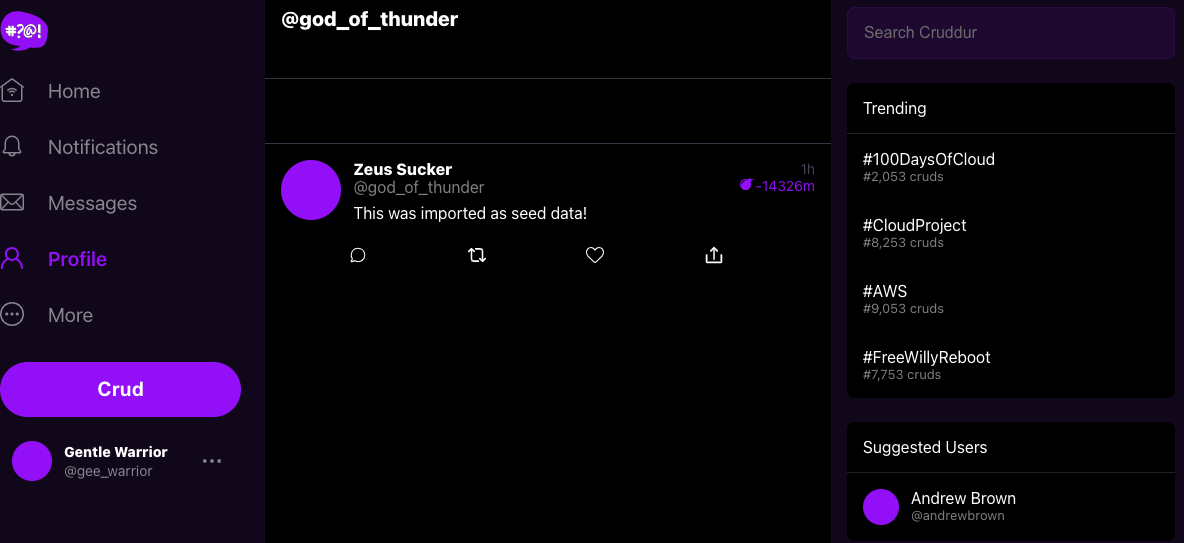 #?@!
Home
Notifications
Messages
Profile
More
Crud
Gentle Warrior
@gee_warrior
@god_of_thunder
Zeus Sucker
1h
@god_of_thunder
-14326m
This was imported as seed data!
Search Cruddur
Trending
#100DaysOfCloud
#2,053 cruds
#CloudProject
#8,253 cruds
#AWS
#9,053 cruds
#FreeWillyReboot
#7,753 cruds
Suggested Users
Andrew Brown
@andrewbrown